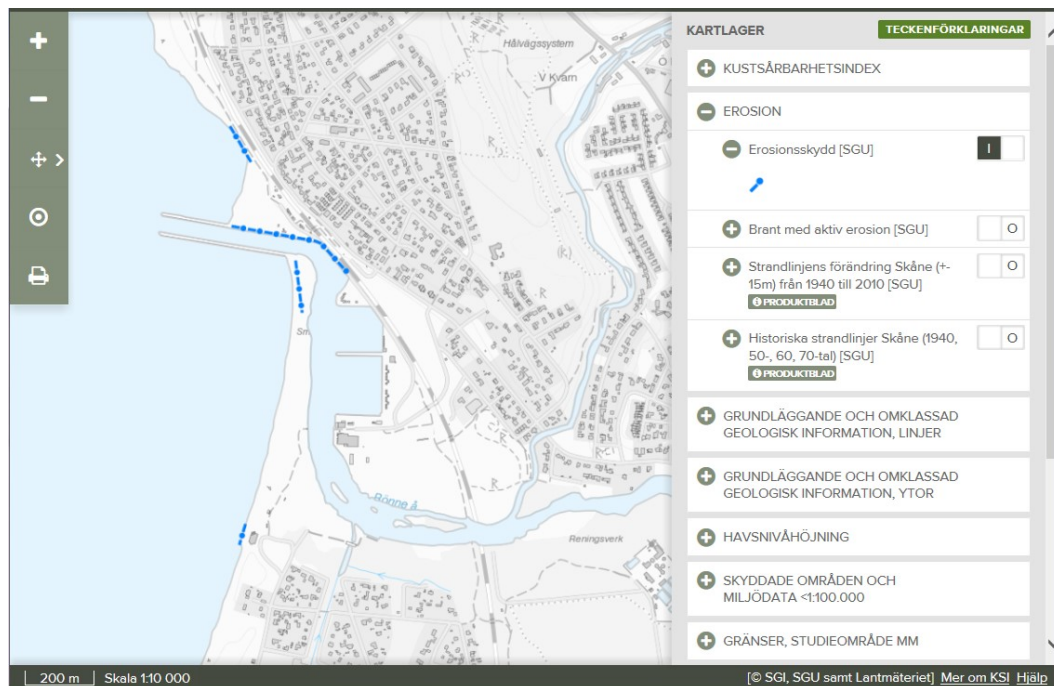 Hålvägssystem
V Kvarn
Sm
Rönne å
Reningsverk
KARTLAGER
TECKENFÖRKLARINGAR
KUSTSÅRBARHETSINDEX
EROSION
Erosionsskydd [SGU]
I
Brant med aktiv erosion [SGU]
O
Strandlinjens förändring Skåne (+-
15m) från 1940 till 2010 [SGU]
O
PRODUKTBLAD
Historiska strandlinjer Skåne (1940,
50-, 60, 70-tal) [SGU]
O
PRODUKTBLAD
GRUNDLÄGGANDE OCH OMKLASSAD
GEOLOGISK INFORMATION, LINJER
GRUNDLÄGGANDE OCH OMKLASSAD
GEOLOGISK INFORMATION, YTOR
HAVSNIVÅHÖJNING
SKYDDADE OMRÅDEN OCH
MILJÖDATA <1:100.000
GRÄNSER, STUDIEOMRÅDE MM
200 m
Skala 1:10 000
[© SGI, SGU samt Lantmäteriet] Mer om KSI Hjälp